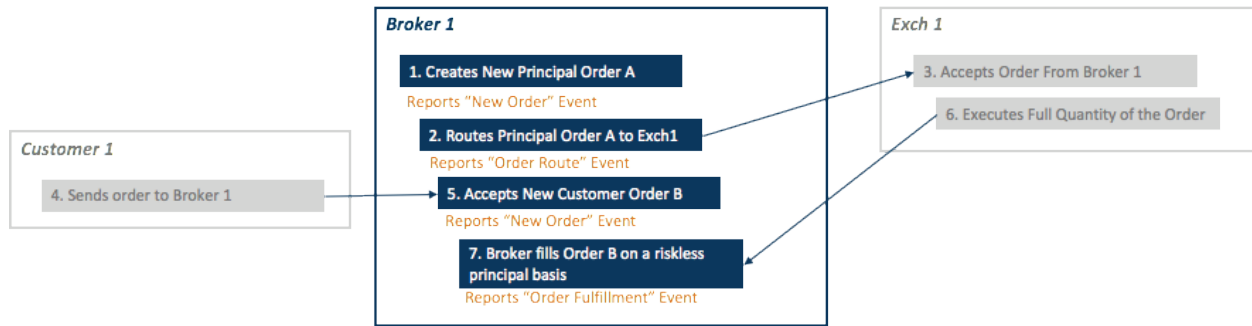 Broker 1
Exch 1
1. Creates New Principal Order A
3. Accepts Order From Broker 1
Reports "New Order" Event
6. Executes Full Quantity of the Order
2. Routes Principal Order A to Exch1
Customer 1
Reports "Order Route" Event
4. Sends order to Broker 1
5. Accepts New Customer Order B
Reports "New Order" Event
7. Broker fills Order B on a riskless
principal basis
Reports "Order Fulfillment" Event